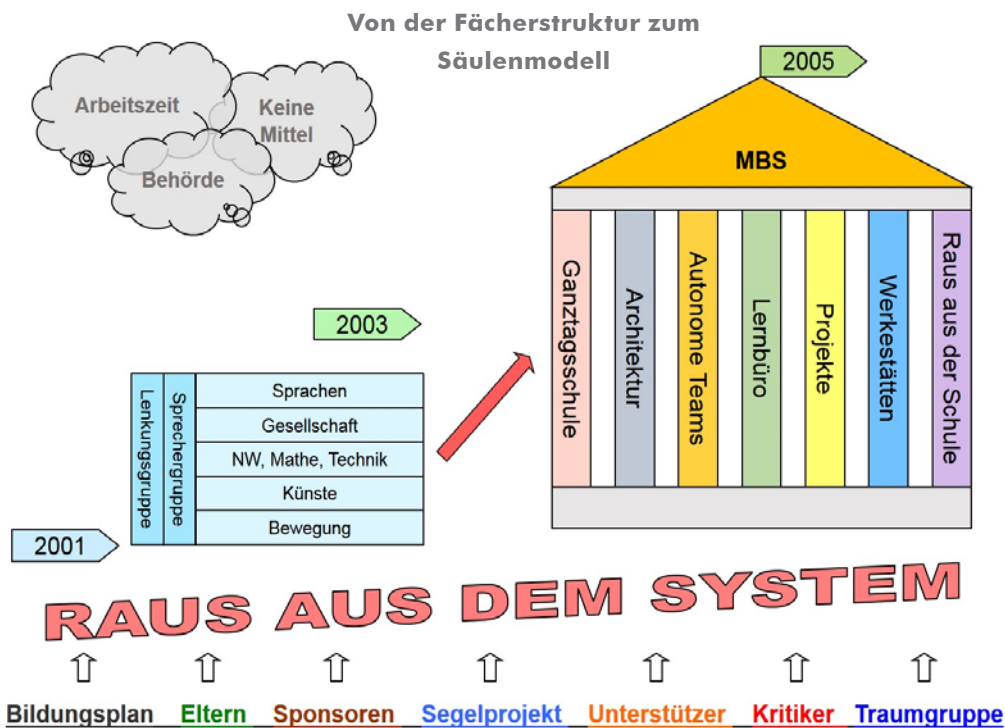 Von der Fächerstruktur zum
Säulenmodell
2005
Arbeitszeit
Keine
Mittel
Behörde
MBS
Ganztagsschule
Architektur
Autonome Teams
Lernbüro
Projekte
Werkestätten
Raus aus der Schule
2003
Lenkungsgruppe
Sprechergruppe
Sprachen
Gesellschaft
NW, Mathe, Technik
Künste
Bewegung
2001
RAUS AUS DEM SYSTEM
Bildungsplan Eltern Sponsoren Segelprojekt Unterstützer Kritiker Traumgruppe